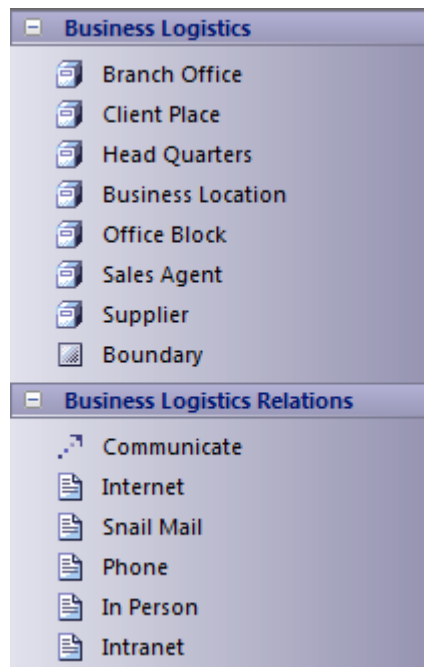 Business Logistics
Branch Office
Client Place
Head Quarters
Business Location
Office Block
Sales Agent
Supplier
Boundary
Business Logistics Relations
Communicate
Internet
Snail Mail
Phone
In Person
Intranet